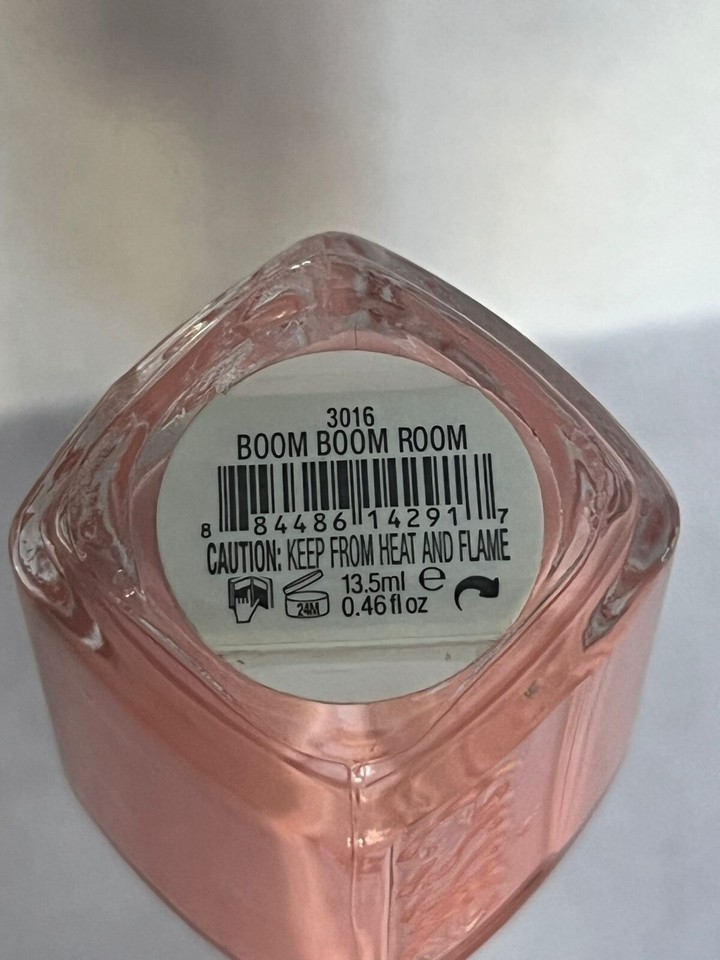 3016
BOOM BOOM ROOM
8 84486 14291 7
CAUTION: KEEP FROM HEAT AND FLAME
24M
13.5ml e
0.46 fl oz